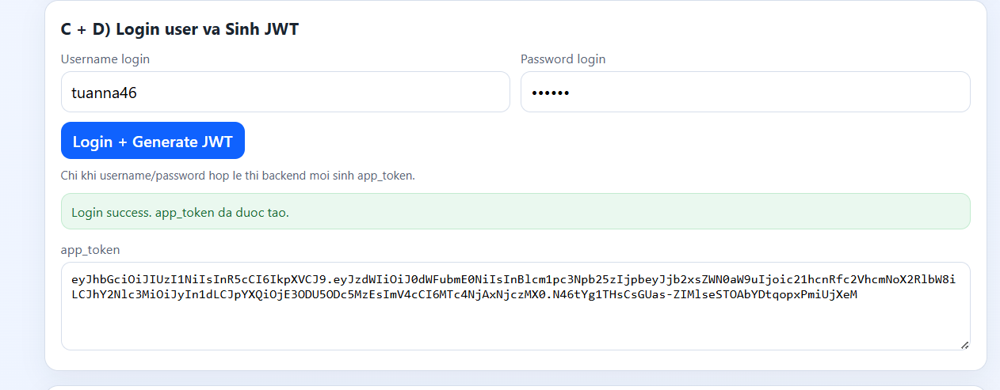 C + D) Login user va Sinh JWT
Username login
Password login
tuanna46
••••••
Login + Generate JWT
Chi khi username/password hop le thi backend moi sinh app_token.
Login success. app_token da duoc tao.
app_token
eyJhbGciOiJIUzI1NiIsInR5cCI6IkpXVCJ9.eyJzdWIiOiJ0dWFubmE0NiIsInBlcm1pc3Npb25zIjpbeyJjb2xsZWN0aW9uIjoic21hcnRfc2VhcmNoX2RlbW8i
LCJhY2Nlc3MiOiJyIn1dLCJpYXQiOjE3ODU5ODc5MzEsImV4cCI6MTc4NjAxNjczMX0.N46tYg1THsCsGUas-ZIMlseSTOAbYDtqopxPmiUjXeM